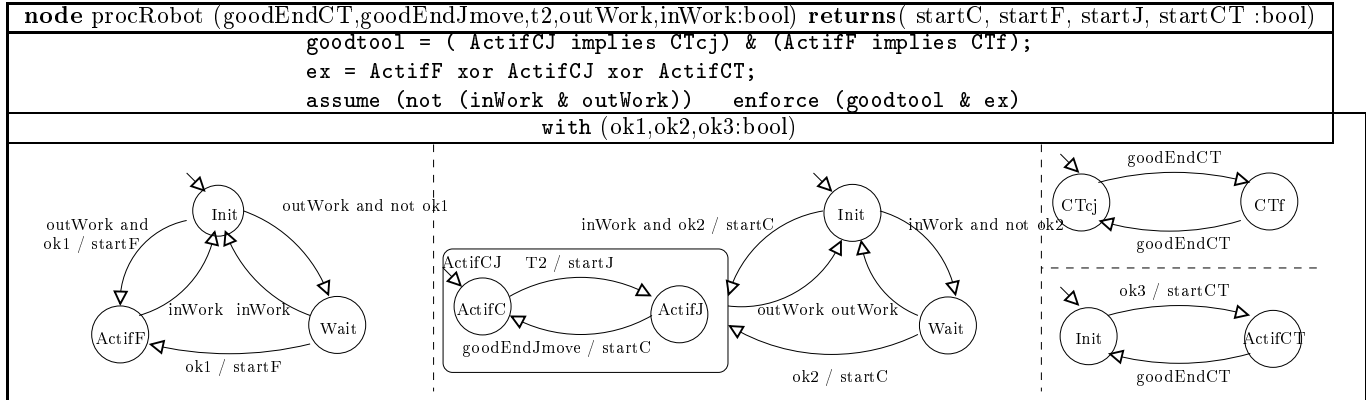 node procRobot (goodEndCT,goodEndJmove,t2,outWork,inWork:bool) returns( startC, startF, startJ, startCT :bool)
goodtool = ( ActifCJ implies CTcj) & (ActifF implies CTf);
ex = ActifF xor ActifCJ xor ActifCT;
assume (not (inWork & outWork)) enforce (goodtool & ex)
with (ok1,ok2,ok3:bool)
Init
outWork and not ok1
outWork and
ok1 / startF
inWork inWork
ActifF
Wait
ok1 / startF
Init
inWork and ok2 / startC
inWork and not ok2
ActifCJ
T2 / startJ
ActifC
ActifJ
goodEndJmove / startC
outWork outWork
Wait
ok2 / startC
goodEndCT
CTcj
CTf
goodEndCT
ok3 / startCT
Init
ActifCT
goodEndCT